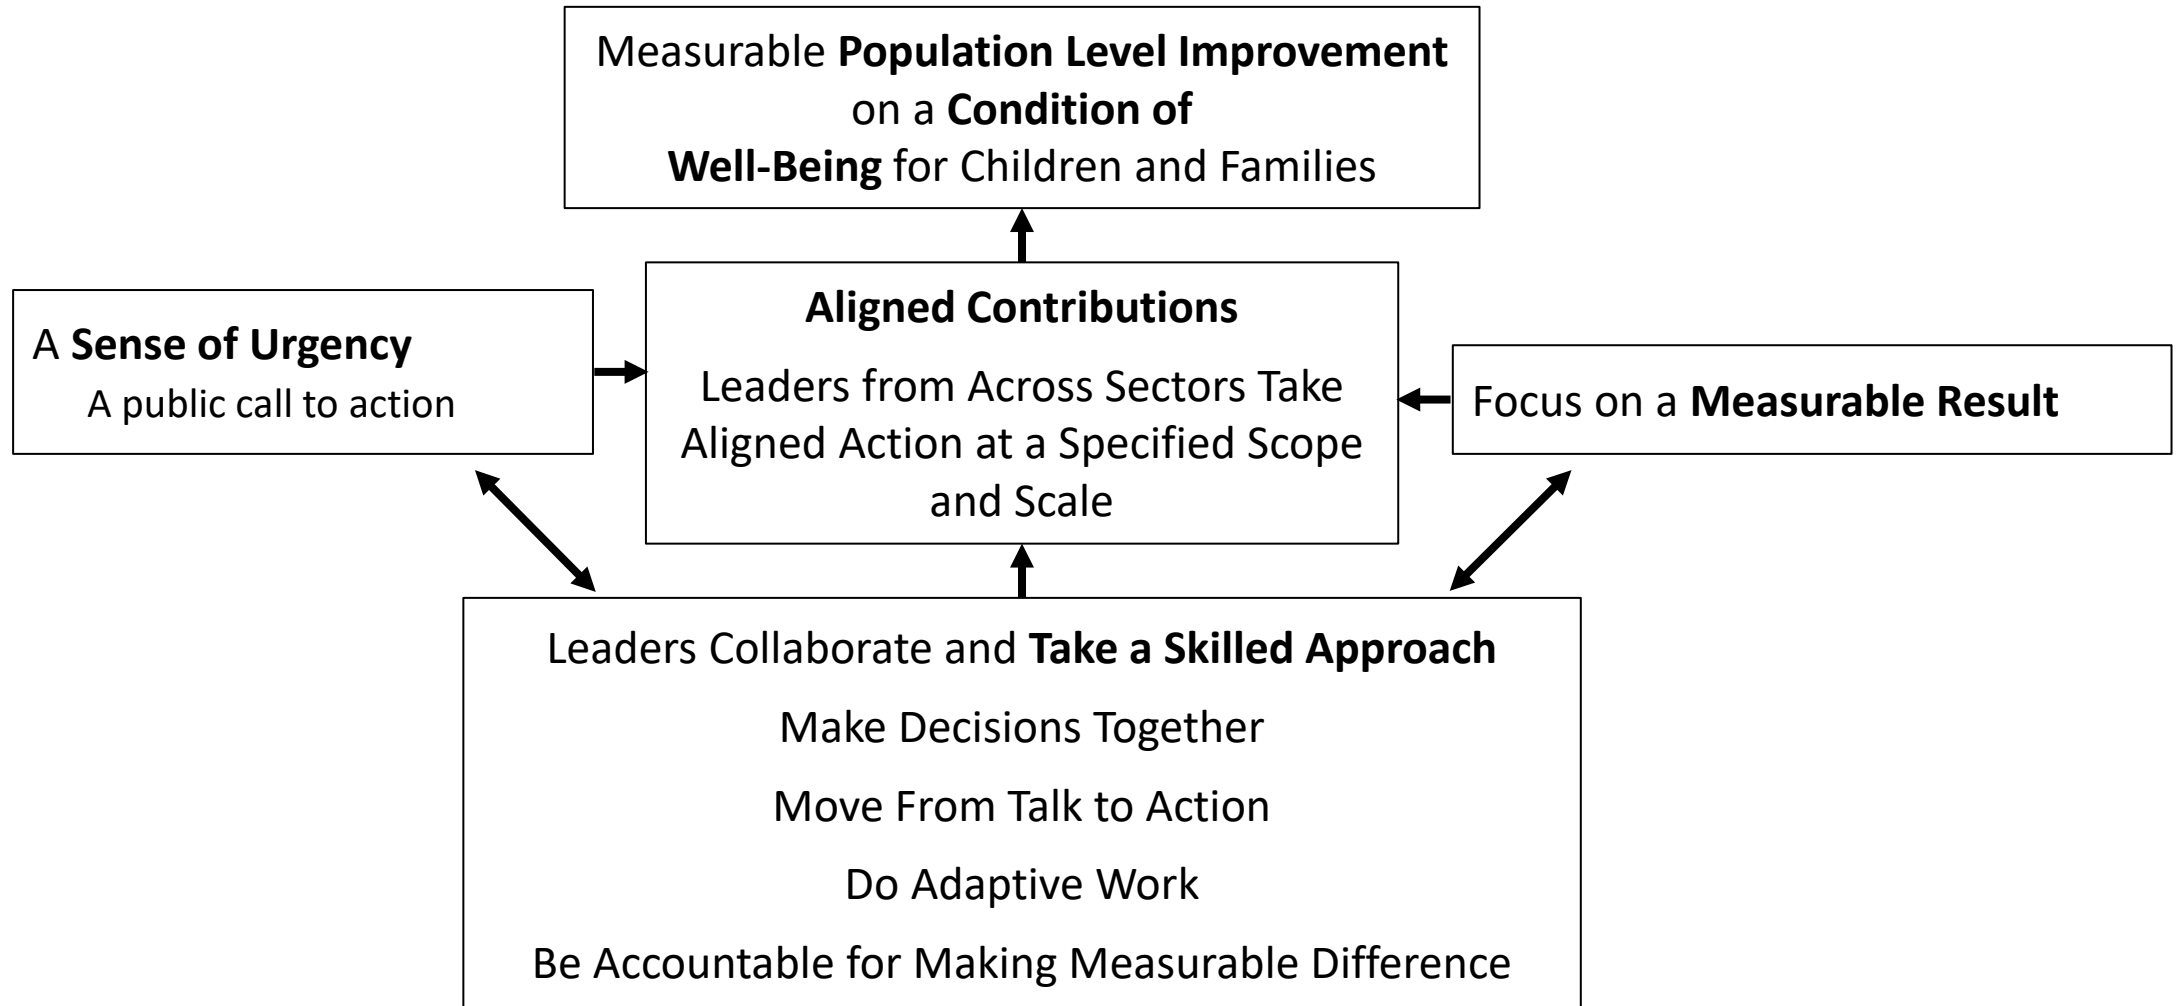 Measurable Population Level Improvement
on a Condition of
Well-Being for Children and Families
A Sense of Urgency
A public call to action
Aligned Contributions
Leaders from Across Sectors Take
Aligned Action at a Specified Scope
and Scale
Focus on a Measurable Result
Leaders Collaborate and Take a Skilled Approach
Make Decisions Together
Move From Talk to Action
Do Adaptive Work
Be Accountable for Making Measurable Difference